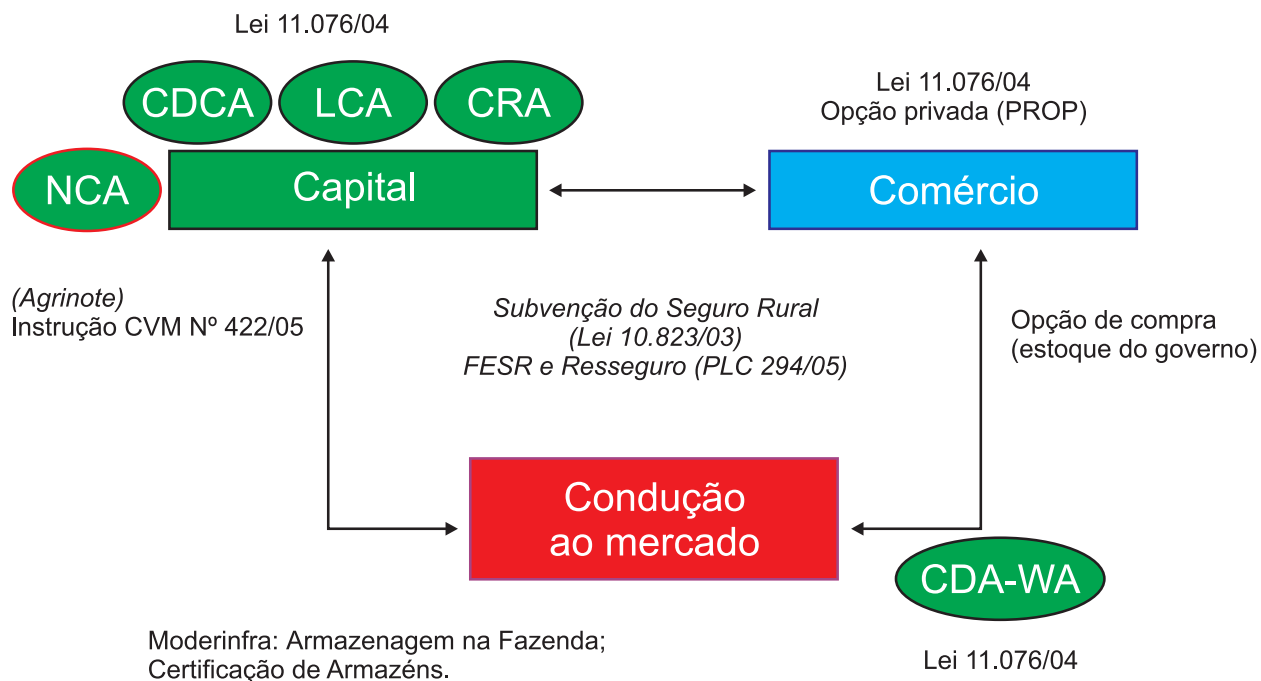 Lei 11.076/04
CDCA
LCA
CRA
NCA
Capital
Lei 11.076/04
Opção privada (PROP)
Comércio
(Agrinote)
Instrução CVM Nº 422/05
Subvenção do Seguro Rural
(Lei 10.823/03)
FESR e Resseguro (PLC 294/05)
Opção de compra
(estoque do governo)
Condução
ao mercado
CDA-WA
Lei 11.076/04
Moderinfra: Armazenagem na Fazenda;
Certificação de Armazéns.